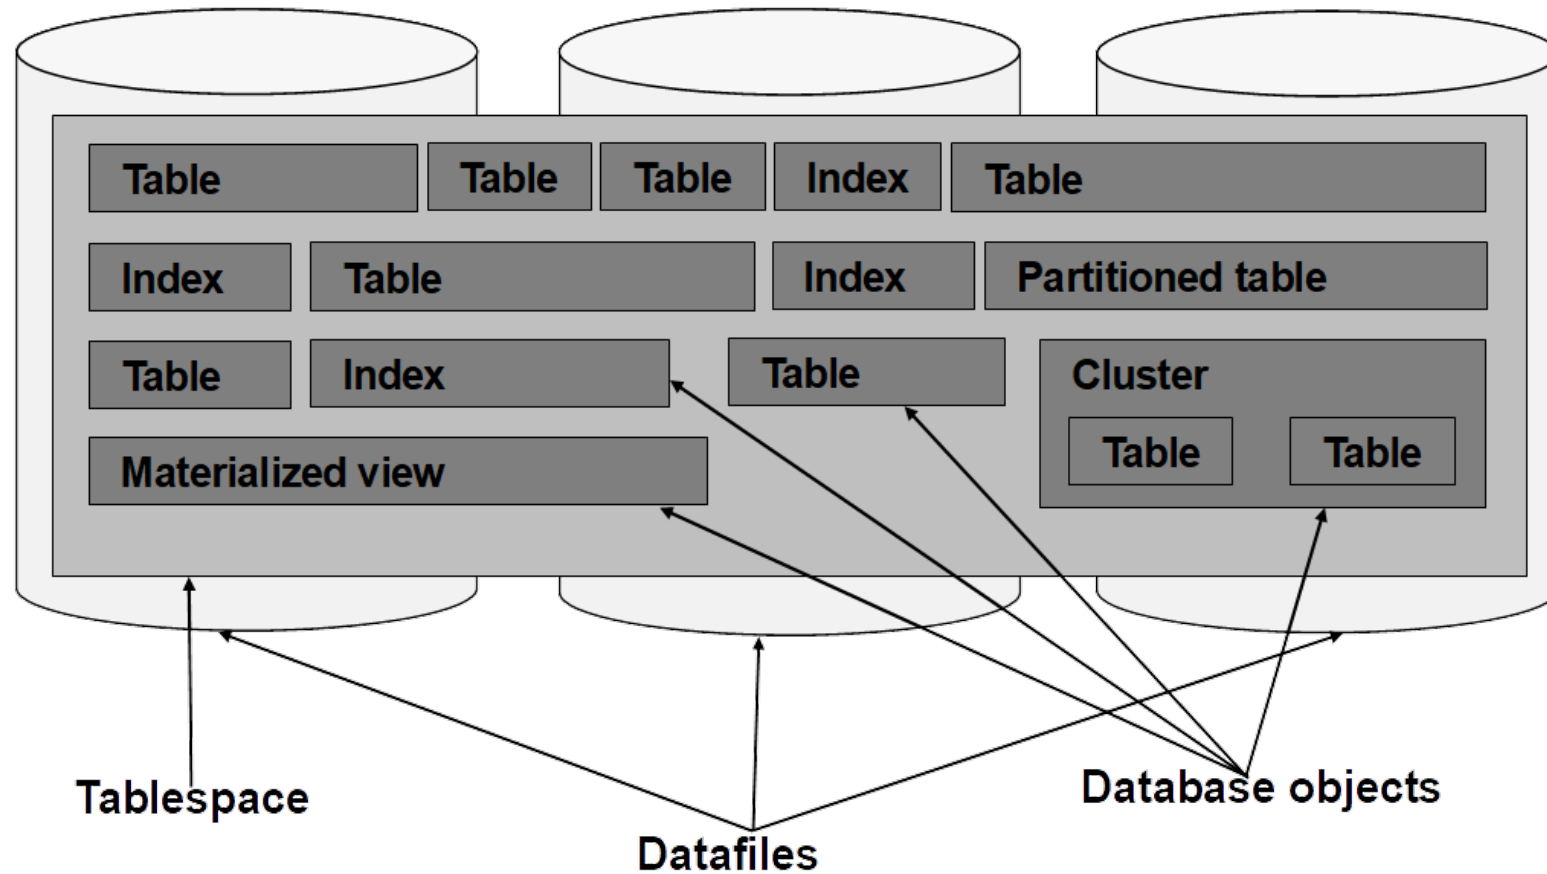 Table Table Table Index Table
Index Table Index Partitioned table
Table Index Table Cluster
Materialized view Table Table
Tablespace
Database objects
Datafiles